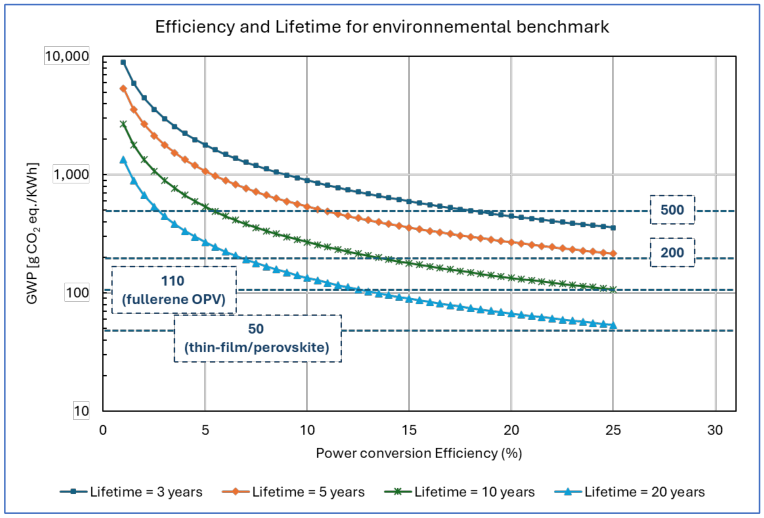 Efficiency and Lifetime for environnemental benchmark
10,000
1,000
100
10
GWP [g CO₂ eq./KWh]
500
200
110
(fullerene OPV)
50
(thin-film/perovskite)
0 5 10 15 20 25 30
Power conversion Efficiency (%)
Lifetime = 3 years Lifetime = 5 years Lifetime = 10 years Lifetime = 20 years